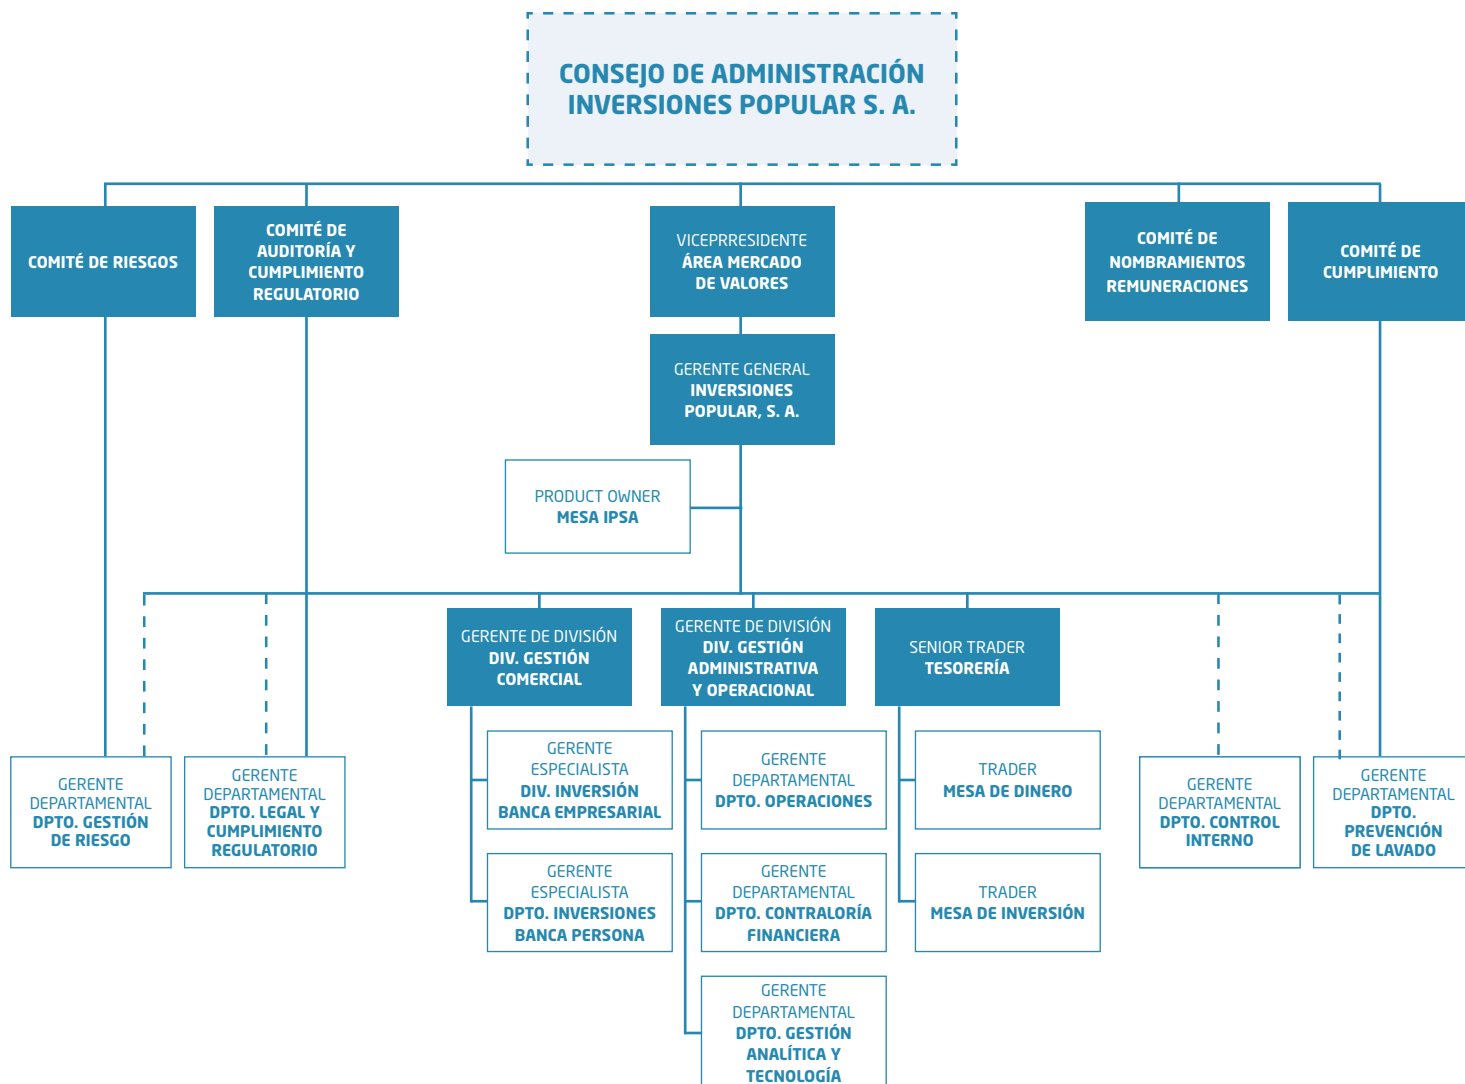 CONSEJO DE ADMINISTRACIÓN
INVERSIONES POPULAR S. A.
COMITÉ DE RIESGOS
COMITÉ DE
AUDITORÍA Y
CUMPLIMIENTO
REGULATORIO
VICEPRRESIDENTE
ÁREA MERCADO
DE VALORES
COMITÉ DE
NOMBRAMIENTOS
REMUNERACIONES
COMITÉ DE
CUMPLIMIENTO
GERENTE GENERAL
INVERSIONES
POPULAR, S. A.
PRODUCT OWNER
MESA IPSA
GERENTE DE DIVISIÓN
DIV. GESTIÓN
COMERCIAL
GERENTE DE DIVISIÓN
DIV. GESTIÓN
ADMINISTRATIVA
Y OPERACIONAL
SENIOR TRADER
TESORERÍA
GERENTE
DEPARTAMENTAL
DPTO. GESTIÓN
DE RIESGO
GERENTE
DEPARTAMENTAL
DPTO. LEGAL Y
CUMPLIMIENTO
REGULATORIO
GERENTE
ESPECIALISTA
DIV. INVERSIÓN
BANCA EMPRESARIAL
GERENTE
DEPARTAMENTAL
DPTO. OPERACIONES
TRADER
MESA DE DINERO
GERENTE
DEPARTAMENTAL
DPTO. CONTROL
INTERNO
GERENTE
DEPARTAMENTAL
DPTO.
PREVENCIÓN
DE LAVADO
GERENTE
ESPECIALISTA
DPTO. INVERSIONES
BANCA PERSONA
GERENTE
DEPARTAMENTAL
DPTO. CONTRALORÍA
FINANCIERA
TRADER
MESA DE INVERSIÓN
GERENTE
DEPARTAMENTAL
DPTO. GESTIÓN
ANALÍTICA Y
TECNOLOGÍA